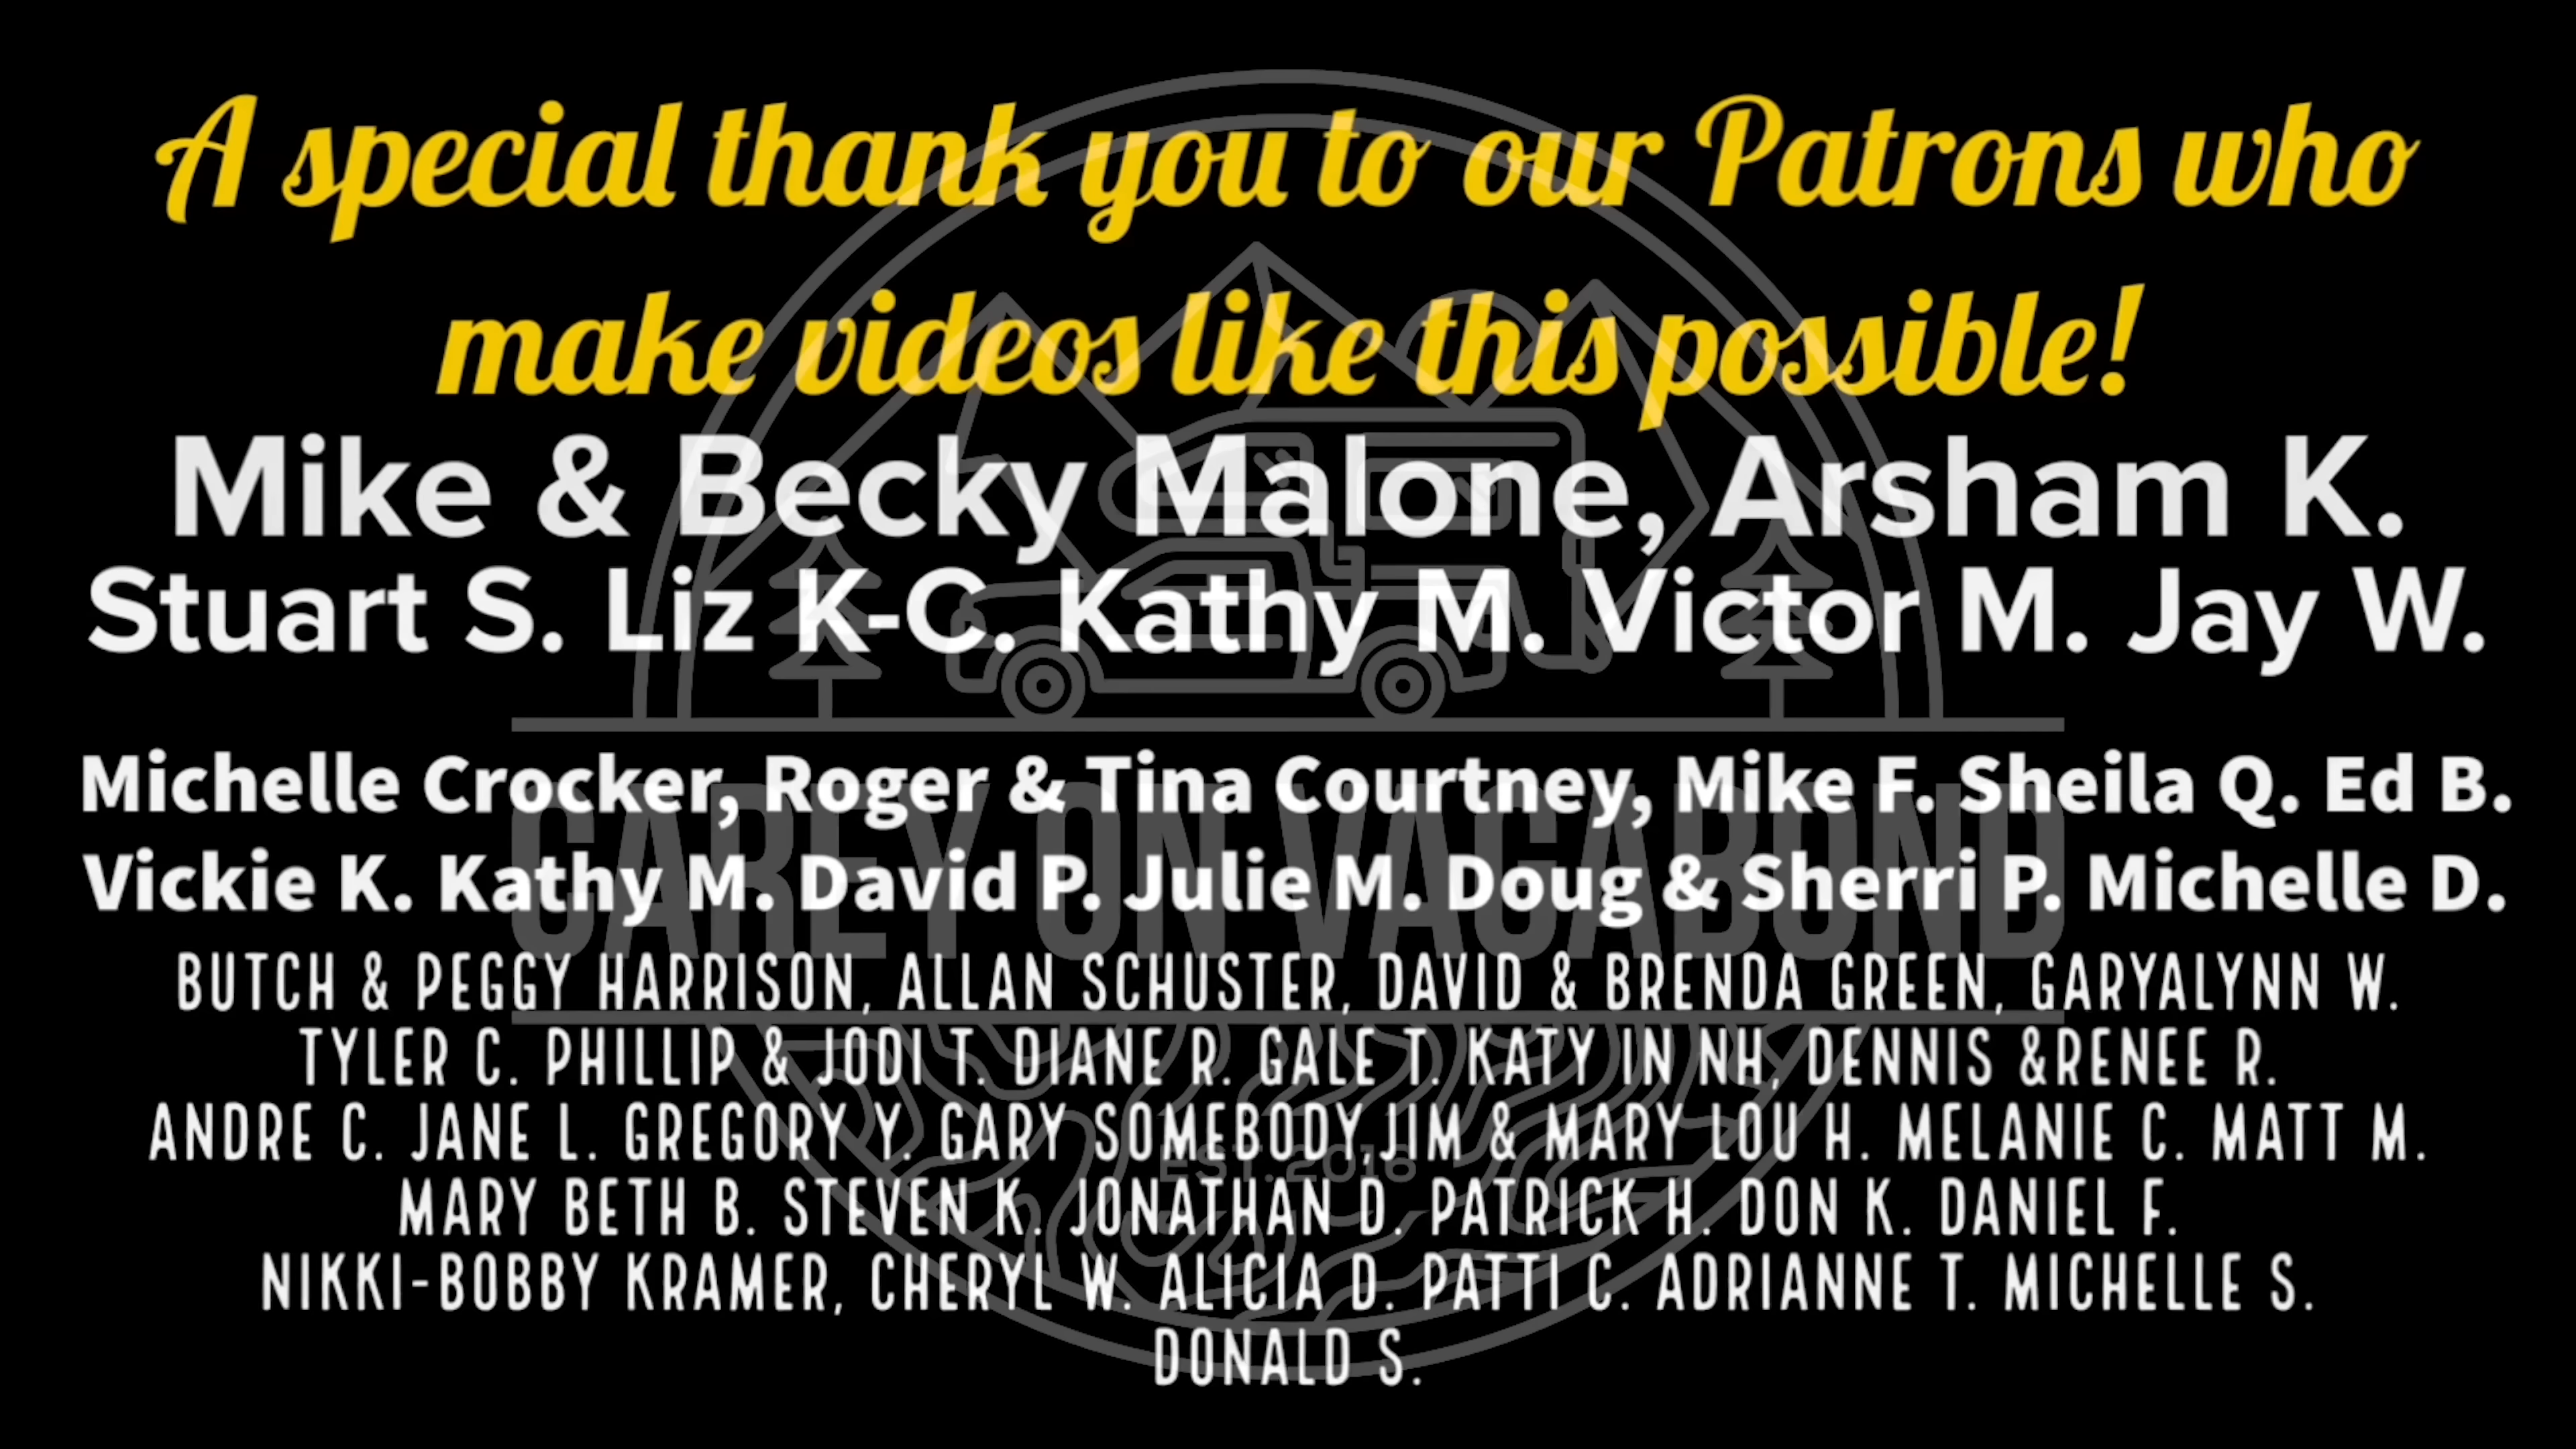 A special thank you to our Patrons who
make videos like this possible!
Mike & Becky Malone, Arsham K.
Stuart S. Liz K-C. Kathy M. Victor M. Jay W.
Michelle Crocker, Roger & Tina Courtney, Mike F. Sheila Q. Ed B.
CAREY ON VAGABOND
Vickie K. Kathy M. David P. Julie M. Doug & Sherri P. Michelle D.
BUTCH & PEGGY HARRISON, ALLAN SCHUSTER, DAVID & BRENDA GREEN, GARYALYNN W.
TYLER C. PHILLIP & JODI T. DIANE R. GALE T. KATY IN NH, DENNIS &RENEE R.
ANDRE C. JANE L. GREGORY Y. GARY SOMEBODY,JIM & MARY LOU H. MELANIE C. MATT M.
EST. 2018
MARY BETH B. STEVEN K. JONATHAN D. PATRICK H. DON K. DANIEL F.
NIKKI-BOBBY KRAMER, CHERYL W. ALICIA D. PATTI C. ADRIANNE T. MICHELLE S.
DONALD S.